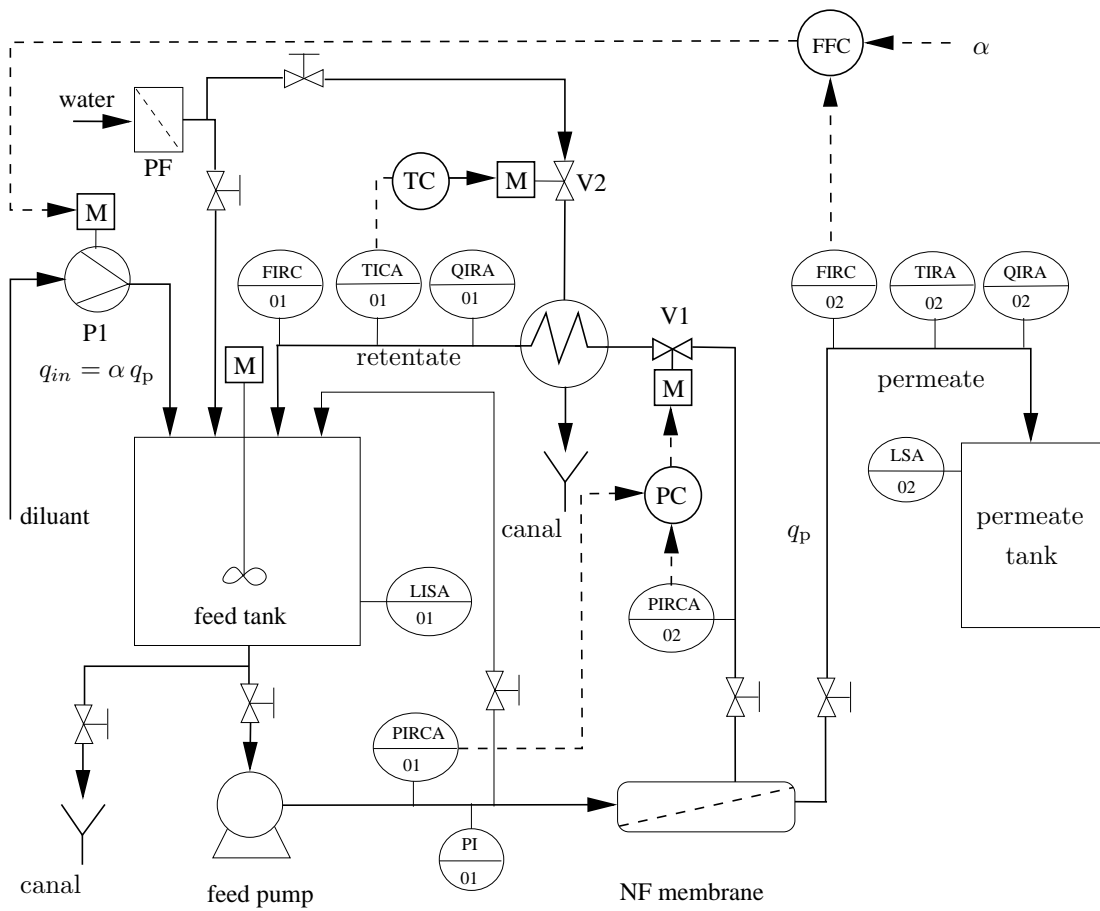 FFC
α
water
PF
TC
M
V2
M
P1
FIRC
01
TICA
01
QIRA
01
FIRC
02
TIRA
02
QIRA
02
V1
retentate
M
q_in = α q_p
M
permeate
LSA
02
PC
diluant
canal
q_p
permeate
tank
feed tank
LISA
01
PIRCA
02
PIRCA
01
PI
01
canal
feed pump
NF membrane